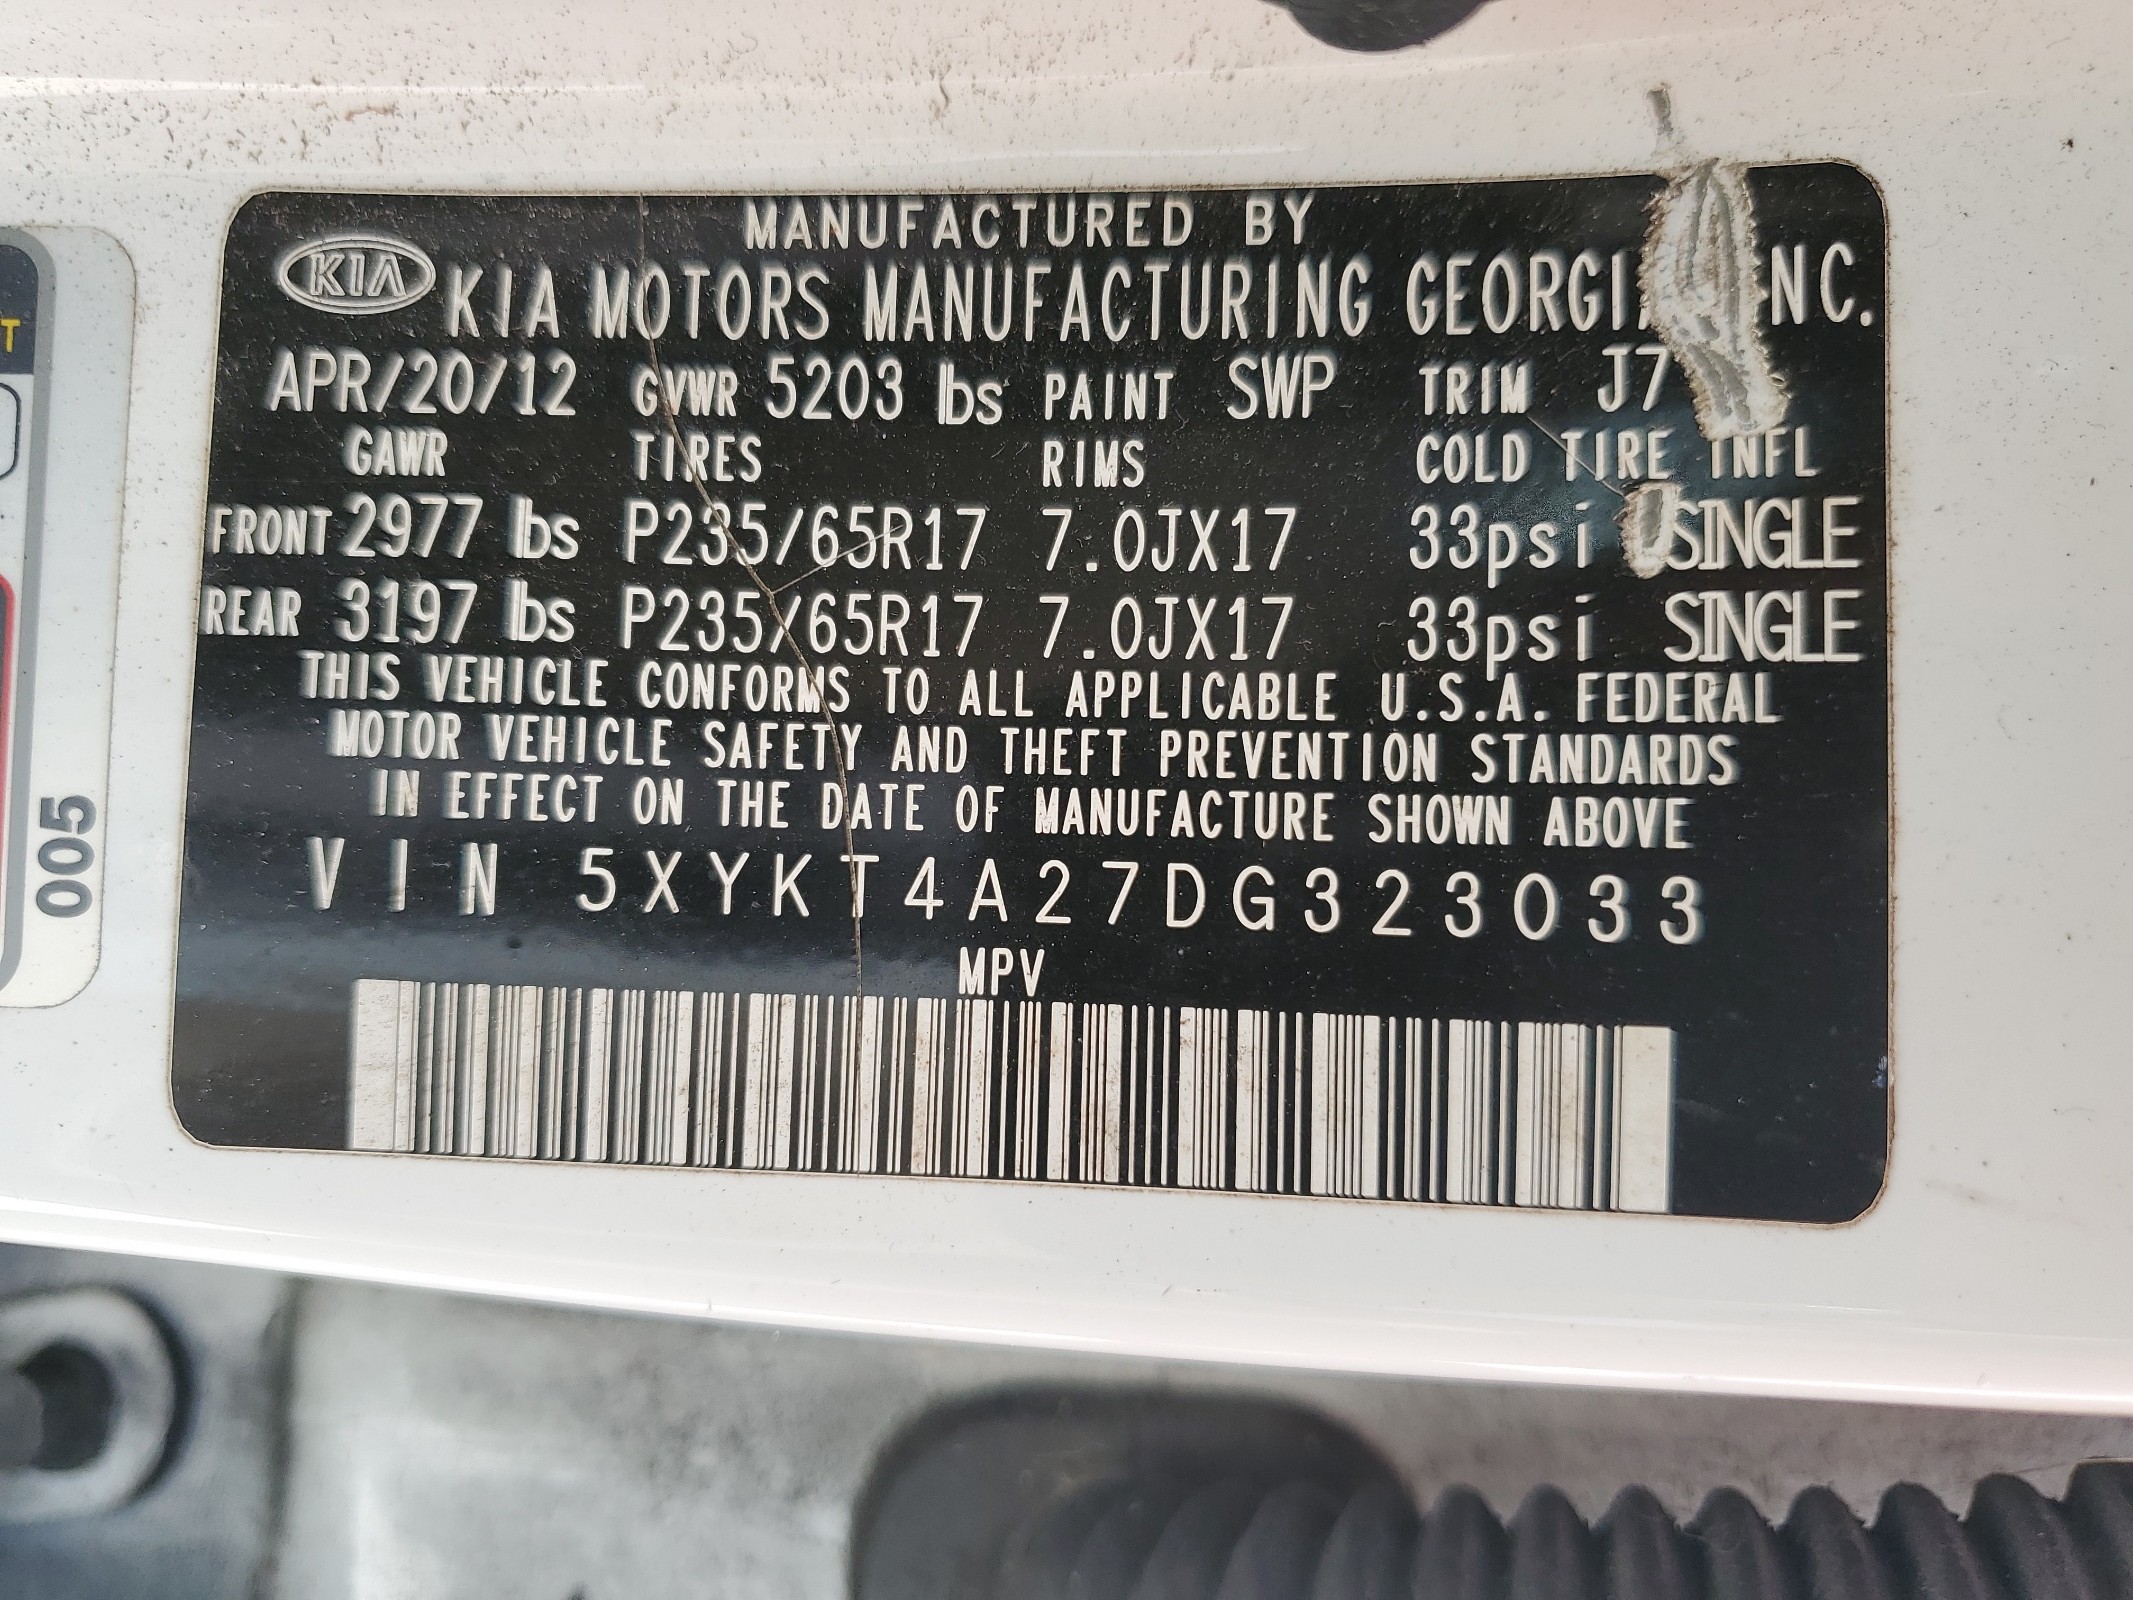 MANUFACTURED BY
KIA KIA MOTORS MANUFACTURING GEORGI NC.
APR/20/12 GVWR 5203 lbs PAINT SWP TRIM J7
GAWR TIRES RIMS COLD TIRE INFL
FRONT 2977 lbs P235/65R17 7.0JX17 33psi SINGLE
REAR 3197 lbs P235/65R17 7.0JX17 33psi SINGLE
THIS VEHICLE CONFORMS TO ALL APPLICABLE U.S.A. FEDERAL
MOTOR VEHICLE SAFETY AND THEFT PREVENTION STANDARDS
IN EFFECT ON THE DATE OF MANUFACTURE SHOWN ABOVE
VIN 5XYKT4A27DG323033
MPV
T
005